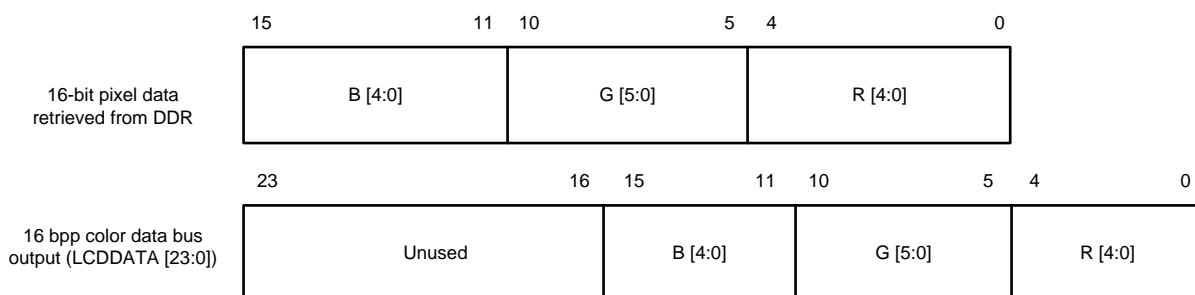 15 11 10 5 4 0
16-bit pixel data
retrieved from DDR
B [4:0] G [5:0] R [4:0]
23 16 15 11 10 5 4 0
16 bpp color data bus
output (LCDDATA [23:0])
Unused B [4:0] G [5:0] R [4:0]